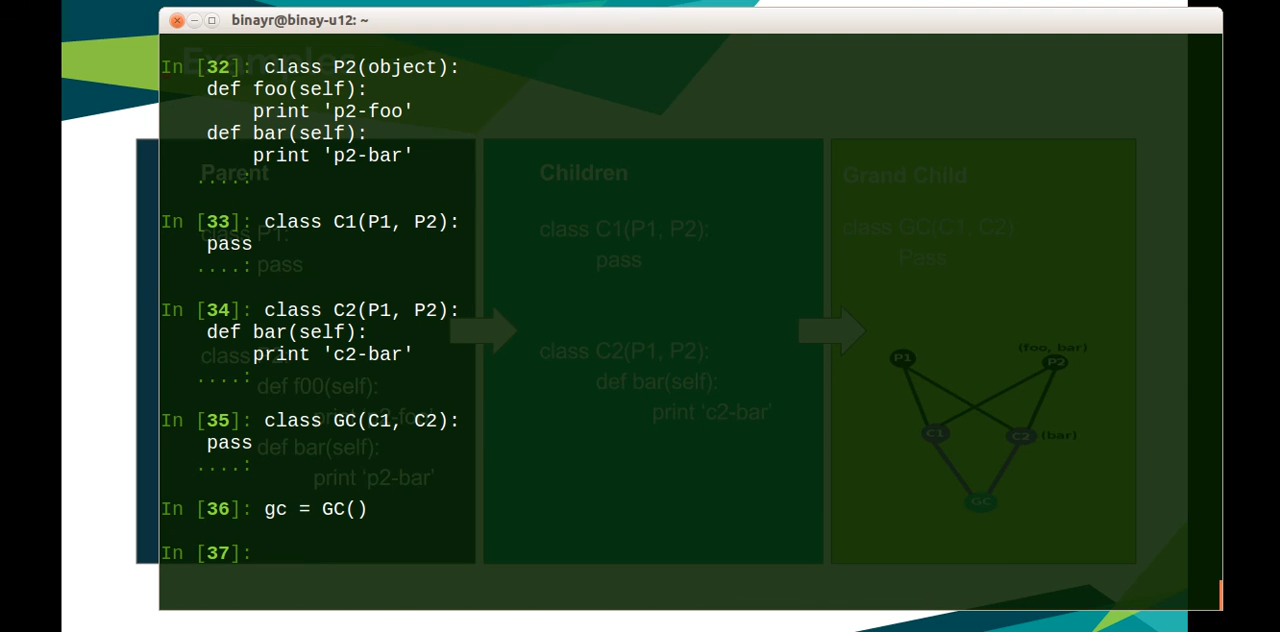 binayr@binay-u12: ~
Examples
In [32]: class P2(object):
def foo(self):
print 'p2-foo'
def bar(self):
print 'p2-bar'
....:
In [33]: class C1(P1, P2):
pass
....:
In [34]: class C2(P1, P2):
def bar(self):
print 'c2-bar'
....:
In [35]: class GC(C1, C2):
pass
....:
In [36]: gc = GC()
In [37]:
Parent
class P1:
pass
class
def f00(self):
def bar(self):
print 'p2-bar'
Children
class C1(P1, P2):
pass
class C2(P1, P2):
def bar(self):
print 'c2-bar'
Grand Child
class GC(C1, C2)
Pass
(foo, bar)
P1
P2
C1
C2
(bar)
GC